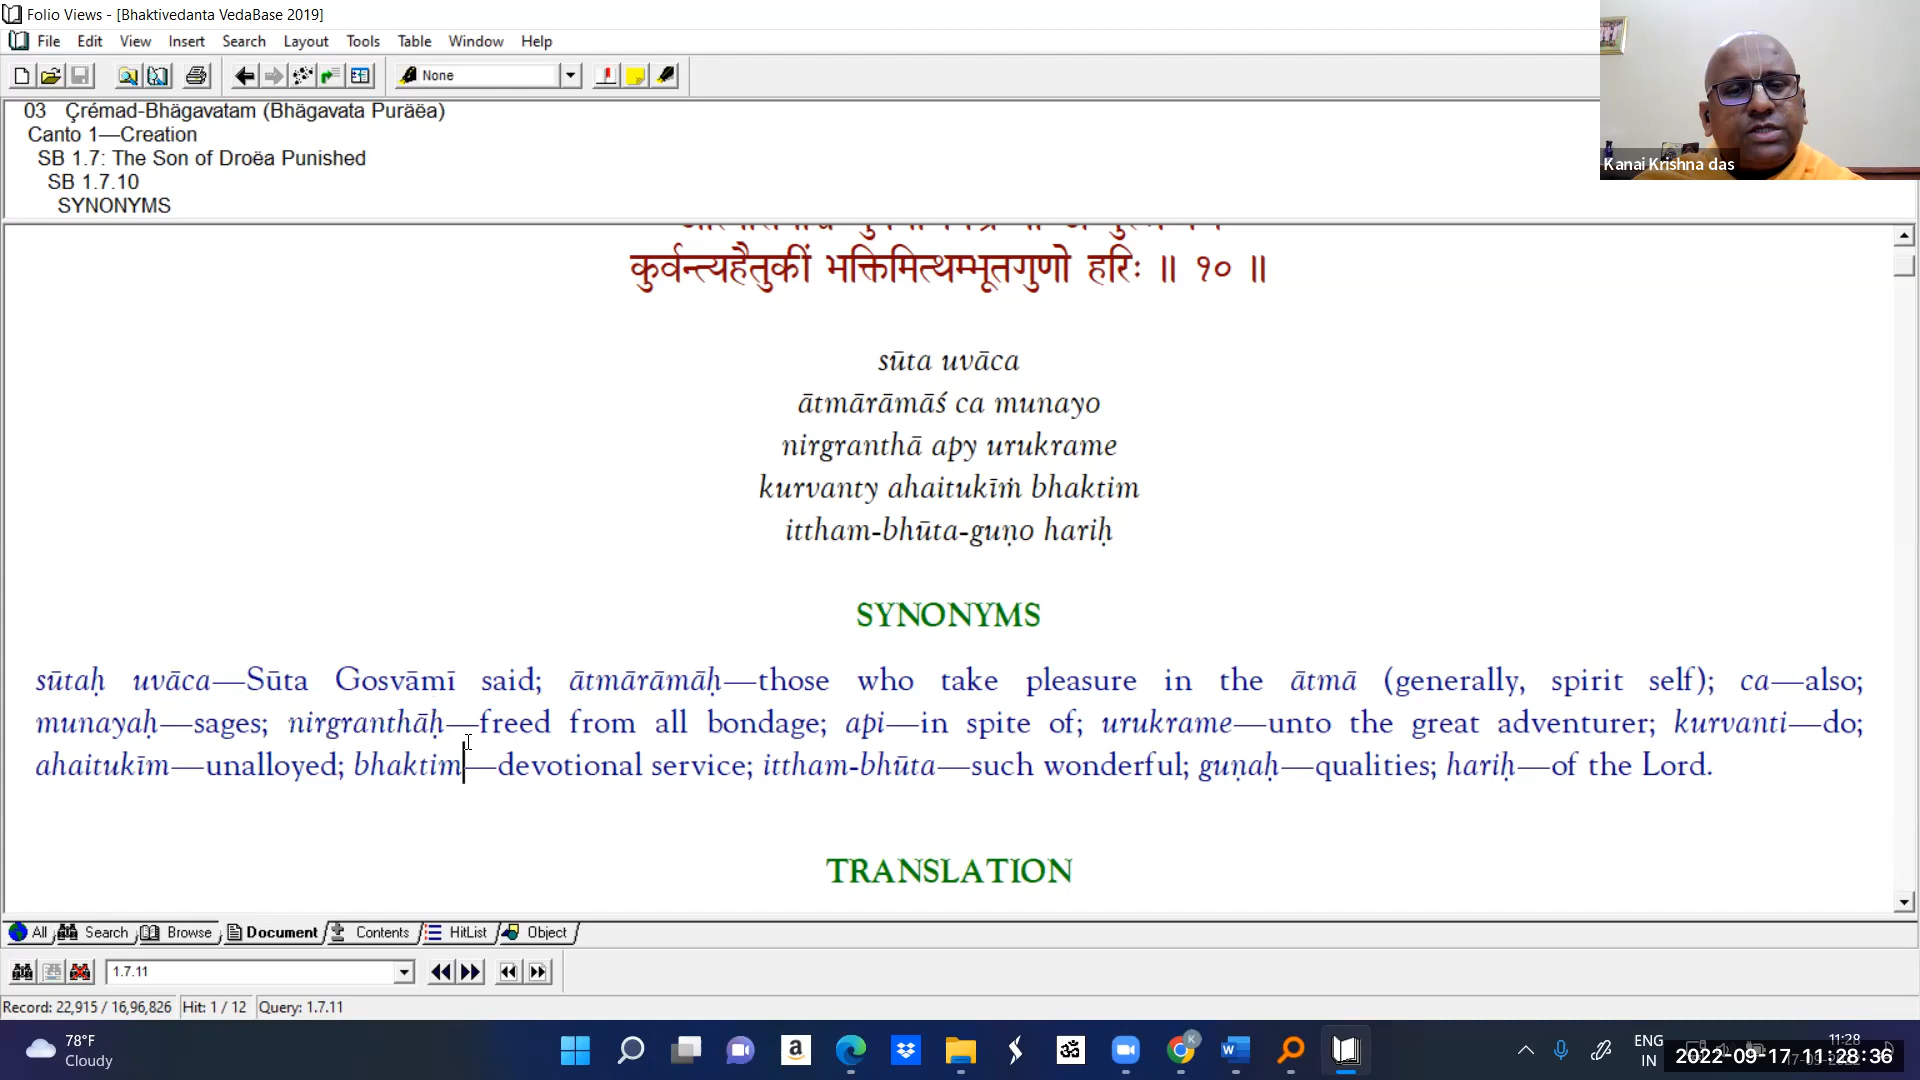 Folio Views - [Bhaktivedanta VedaBase 2019]
File Edit View Insert Search Layout Tools Table Window Help
None
03 Çrémad-Bhägavatam (Bhägavata Puräëa)
Canto 1—Creation
SB 1.7: The Son of Droëa Punished
SB 1.7.10
SYNONYMS
Kanai Krishna das
कुर्वन्त्यहैतुकीं भक्तिमित्थम्भूतगुणो हरिः ॥ १० ॥
sūta uvāca
ātmārāmāś ca munayo
nirgranthā apy urukrame
kurvanty ahaitukīṁ bhaktim
ittham-bhūta-guṇo hariḥ
SYNONYMS
sūtaḥ uvāca—Sūta Gosvāmī said; ātmārāmāḥ—those who take pleasure in the ātmā (generally, spirit self); ca—also;
munayaḥ—sages; nirgranthāḥ—freed from all bondage; api—in spite of; urukrame—unto the great adventurer; kurvanti—do;
ahaitukīm—unalloyed; bhaktim—devotional service; ittham-bhūta—such wonderful; guṇaḥ—qualities; hariḥ—of the Lord.
TRANSLATION
All Search Browse Document Contents HitList Object
1.7.11
Record: 22,915 / 16,96,826 Hit: 1 / 12 Query: 1.7.11
78°F
Cloudy
ENG
IN
11:28
2022-09-17 11:28:36